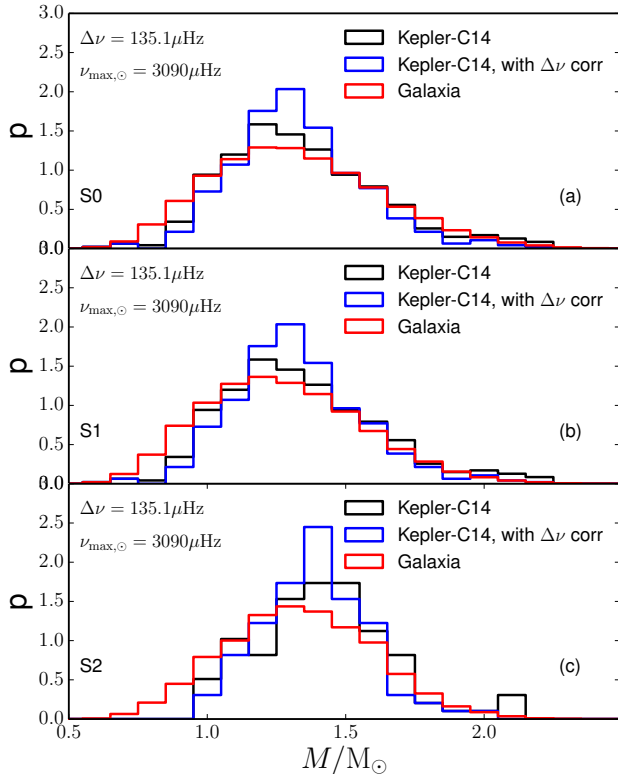 3.0
2.5
2.0
1.5
1.0
0.5
0.0
p
Δν = 135.1μHz
ν_max,⊙ = 3090μHz
Kepler-C14
Kepler-C14, with Δν corr
Galaxia
S0
(a)
3.0
2.5
2.0
1.5
1.0
0.5
0.0
p
Δν = 135.1μHz
ν_max,⊙ = 3090μHz
Kepler-C14
Kepler-C14, with Δν corr
Galaxia
S1
(b)
3.0
2.5
2.0
1.5
1.0
0.5
0.0
p
Δν = 135.1μHz
ν_max,⊙ = 3090μHz
Kepler-C14
Kepler-C14, with Δν corr
Galaxia
S2
(c)
0.5 1.0 1.5 2.0
M/M⊙